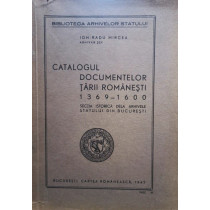 BIBLIOTECA ARHIVELOR STATULUI
ION-RADU MIRCEA
CATALOGUL
DOCUMENTELOR
ȚĂRII ROMÂNEȘTI
1369-1600
SECȚIA ISTORICĂ DELA ARHIVELE
STATULUI DIN BUCUREȘTI